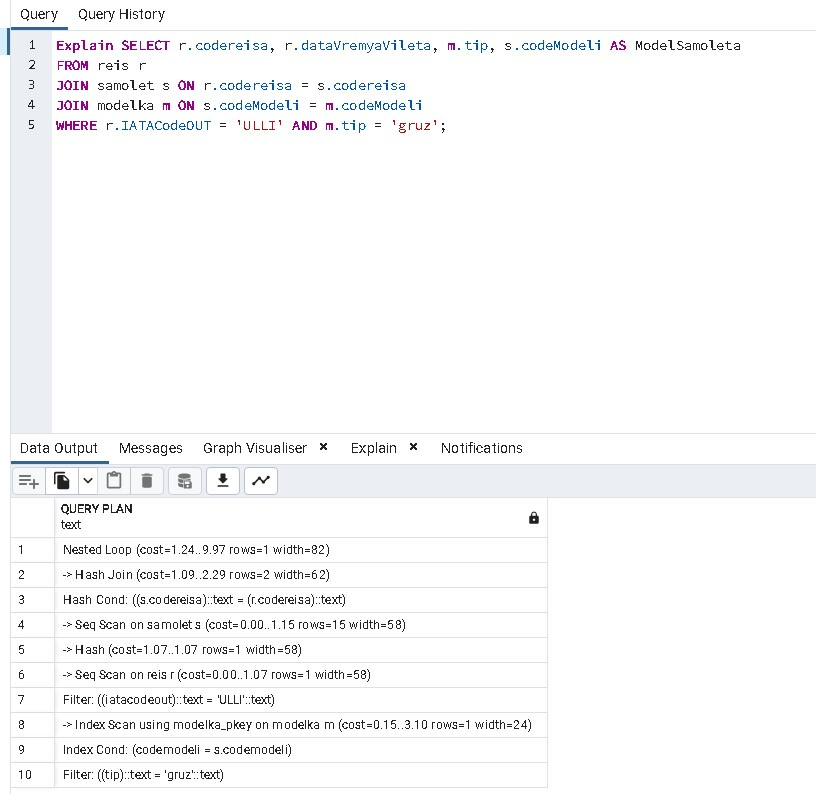 Query Query History
1 Explain SELECT r.codereisa, r.dataVremyaVileta, m.tip, s.codeModeli AS ModelSamoleta
2 FROM reis r
3 JOIN samolet s ON r.codereisa = s.codereisa
4 JOIN modelka m ON s.codeModeli = m.codeModeli
5 WHERE r.IATACodeOUT = 'ULLI' AND m.tip = 'gruz';
Data Output Messages Graph Visualiser × Explain × Notifications
QUERY PLAN
text
1 Nested Loop (cost=1.24..9.97 rows=1 width=82)
2 -> Hash Join (cost=1.09..2.29 rows=2 width=62)
3 Hash Cond: ((s.codereisa)::text = (r.codereisa)::text)
4 -> Seq Scan on samolet s (cost=0.00..1.15 rows=15 width=58)
5 -> Hash (cost=1.07..1.07 rows=1 width=58)
6 -> Seq Scan on reis r (cost=0.00..1.07 rows=1 width=58)
7 Filter: ((iatacodeout)::text = 'ULLI'::text)
8 -> Index Scan using modelka_pkey on modelka m (cost=0.15..3.10 rows=1 width=24)
9 Index Cond: (codemodeli = s.codemodeli)
10 Filter: ((tip)::text = 'gruz'::text)